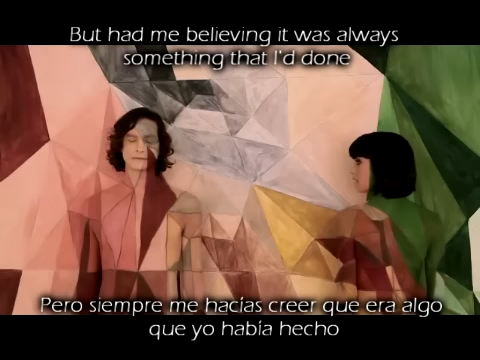 But had me believing it was always
something that I'd done
Pero siempre me hacías creer que era algo
que yo había hecho